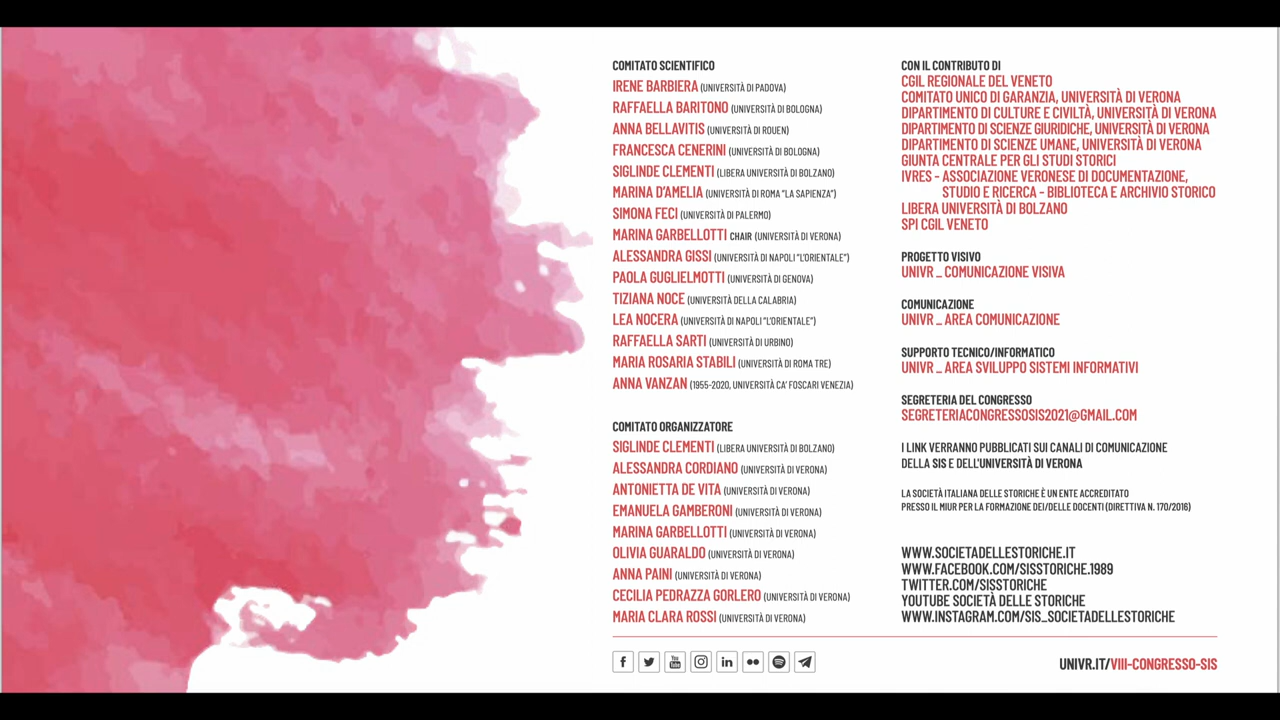 COMITATO SCIENTIFICO
IRENE BARBIERA (UNIVERSITÀ DI PADOVA)
RAFFAELLA BARITONO (UNIVERSITÀ DI BOLOGNA)
ANNA BELLAVITIS (UNIVERSITÀ DI ROUEN)
FRANCESCA CENERINI (UNIVERSITÀ DI BOLOGNA)
SIGLINDE CLEMENTI (LIBERA UNIVERSITÀ DI BOLZANO)
MARINA D'AMELIA (UNIVERSITÀ DI ROMA "LA SAPIENZA")
SIMONA FECI (UNIVERSITÀ DI PALERMO)
MARINA GARBELLOTTI CHAIR (UNIVERSITÀ DI VERONA)
ALESSANDRA GISSI (UNIVERSITÀ DI NAPOLI "L'ORIENTALE")
PAOLA GUGLIELMOTTI (UNIVERSITÀ DI GENOVA)
TIZIANA NOCE (UNIVERSITÀ DELLA CALABRIA)
LEA NOCERA (UNIVERSITÀ DI NAPOLI "L'ORIENTALE")
RAFFAELLA SARTI (UNIVERSITÀ DI URBINO)
MARIA ROSARIA STABILI (UNIVERSITÀ DI ROMA TRE)
ANNA VANZAN (1955-2020, UNIVERSITÀ CA' FOSCARI VENEZIA)
COMITATO ORGANIZZATORE
SIGLINDE CLEMENTI (LIBERA UNIVERSITÀ DI BOLZANO)
ALESSANDRA CORDIANO (UNIVERSITÀ DI VERONA)
ANTONIETTA DE VITA (UNIVERSITÀ DI VERONA)
EMANUELA GAMBERONI (UNIVERSITÀ DI VERONA)
MARINA GARBELLOTTI (UNIVERSITÀ DI VERONA)
OLIVIA GUARALDO (UNIVERSITÀ DI VERONA)
ANNA PAINI (UNIVERSITÀ DI VERONA)
CECILIA PEDRAZZA GORLERO (UNIVERSITÀ DI VERONA)
MARIA CLARA ROSSI (UNIVERSITÀ DI VERONA)
CON IL CONTRIBUTO DI
CGIL REGIONALE DEL VENETO
COMITATO UNICO DI GARANZIA, UNIVERSITÀ DI VERONA
DIPARTIMENTO DI CULTURE E CIVILTÀ, UNIVERSITÀ DI VERONA
DIPARTIMENTO DI SCIENZE GIURIDICHE, UNIVERSITÀ DI VERONA
DIPARTIMENTO DI SCIENZE UMANE, UNIVERSITÀ DI VERONA
GIUNTA CENTRALE PER GLI STUDI STORICI
IVRES - ASSOCIAZIONE VERONESE DI DOCUMENTAZIONE,
STUDIO E RICERCA - BIBLIOTECA E ARCHIVIO STORICO
LIBERA UNIVERSITÀ DI BOLZANO
SPI CGIL VENETO
PROGETTO VISIVO
UNIVR _ COMUNICAZIONE VISIVA
COMUNICAZIONE
UNIVR _ AREA COMUNICAZIONE
SUPPORTO TECNICO/INFORMATICO
UNIVR _ AREA SVILUPPO SISTEMI INFORMATIVI
SEGRETERIA DEL CONGRESSO
SEGRETERIACONGRESSOSIS2021@GMAIL.COM
I LINK VERRANNO PUBBLICATI SUI CANALI DI COMUNICAZIONE
DELLA SIS E DELL'UNIVERSITÀ DI VERONA
LA SOCIETÀ ITALIANA DELLE STORICHE È UN ENTE ACCREDITATO
PRESSO IL MIUR PER LA FORMAZIONE DEI/DELLE DOCENTI (DIRETTIVA N. 170/2016)
WWW.SOCIETADELLESTORICHE.IT
WWW.FACEBOOK.COM/SISSTORICHE.1989
TWITTER.COM/SISSTORICHE
YOUTUBE SOCIETÀ DELLE STORICHE
WWW.INSTAGRAM.COM/SIS_SOCIETADELLESTORICHE
UNIVR.IT/VIII-CONGRESSO-SIS